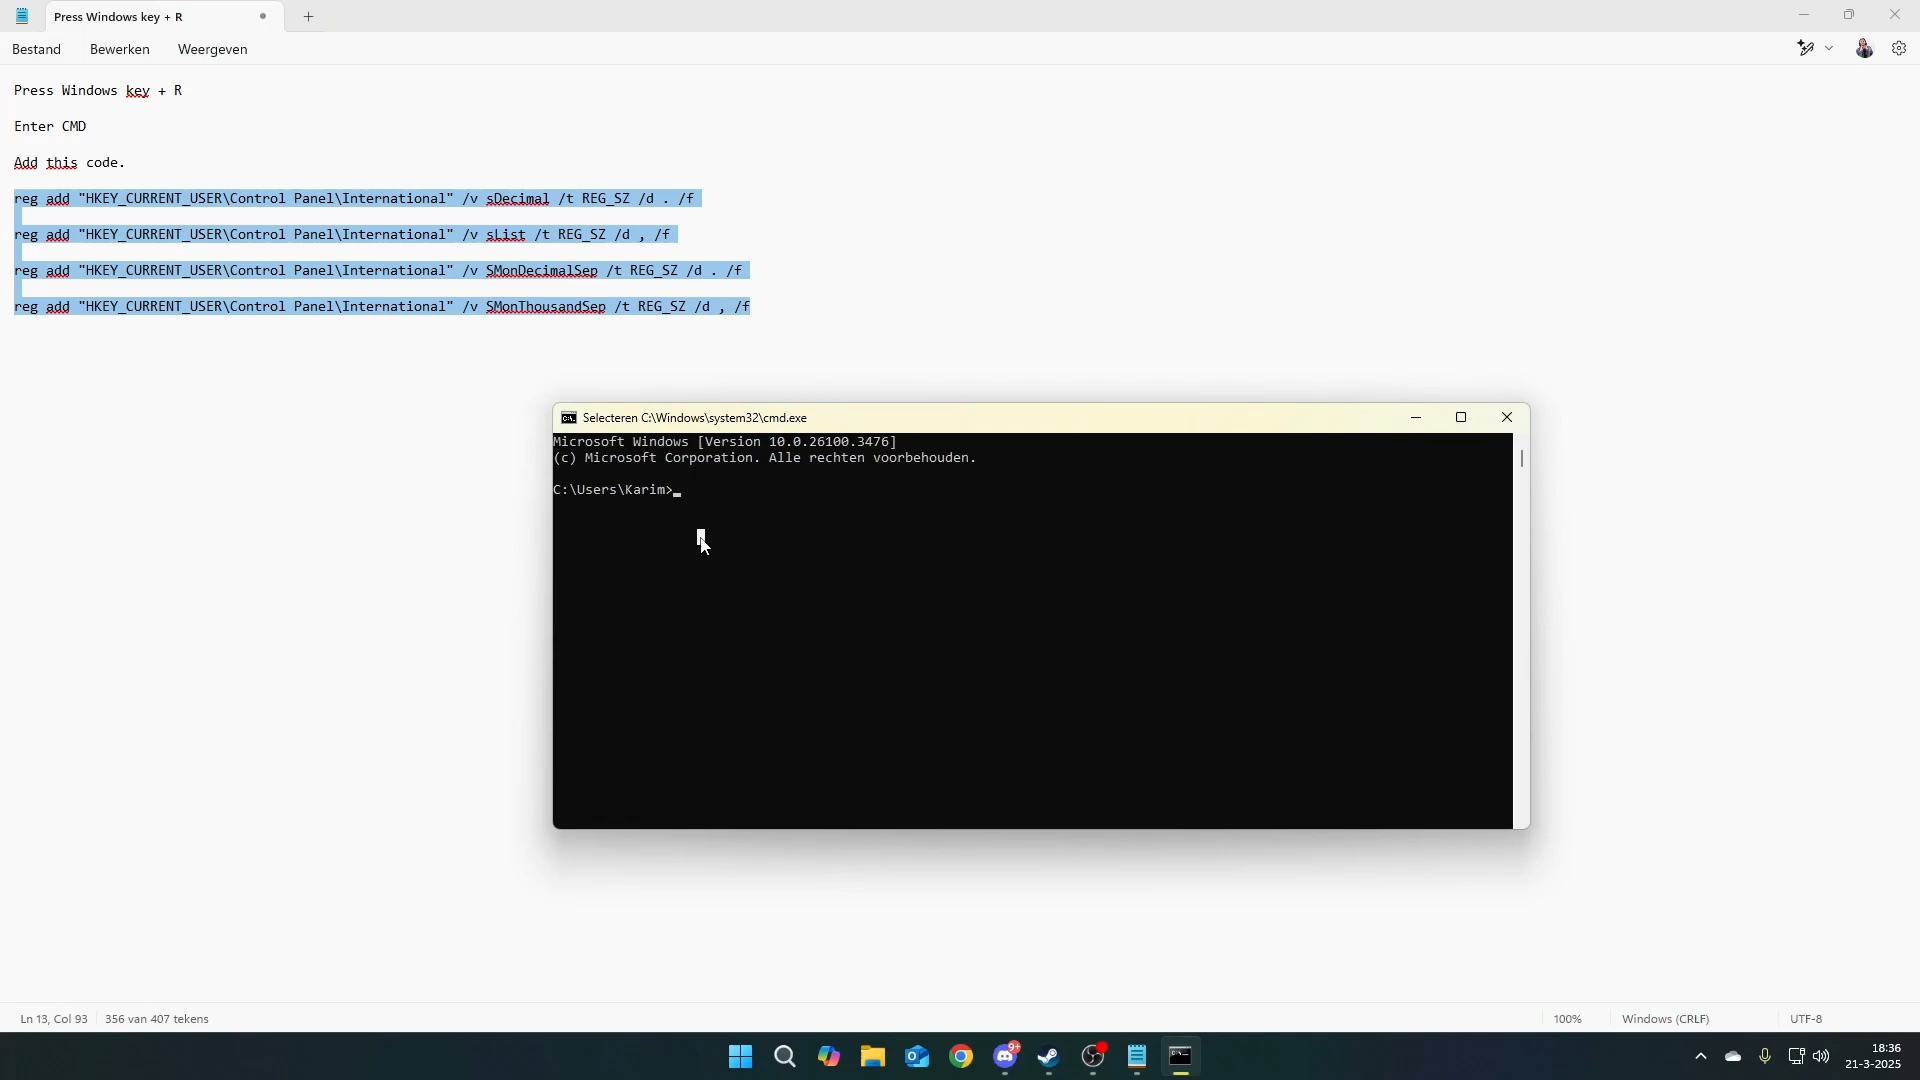 Press Windows key + R
Bestand Bewerken Weergeven
Press Windows key + R
Enter CMD
Add this code.
reg add "HKEY_CURRENT_USER\Control Panel\International" /v sDecimal /t REG_SZ /d . /f
reg add "HKEY_CURRENT_USER\Control Panel\International" /v sList /t REG_SZ /d , /f
reg add "HKEY_CURRENT_USER\Control Panel\International" /v SMonDecimalSep /t REG_SZ /d . /f
reg add "HKEY_CURRENT_USER\Control Panel\International" /v SMonThousandSep /t REG_SZ /d , /f
Selecteren C:\Windows\system32\cmd.exe
Microsoft Windows [Version 10.0.26100.3476]
(c) Microsoft Corporation. Alle rechten voorbehouden.
C:\Users\Karim>
Ln 13, Col 93 356 van 407 tekens 100% Windows (CRLF) UTF-8
9+
18:36
21-3-2025